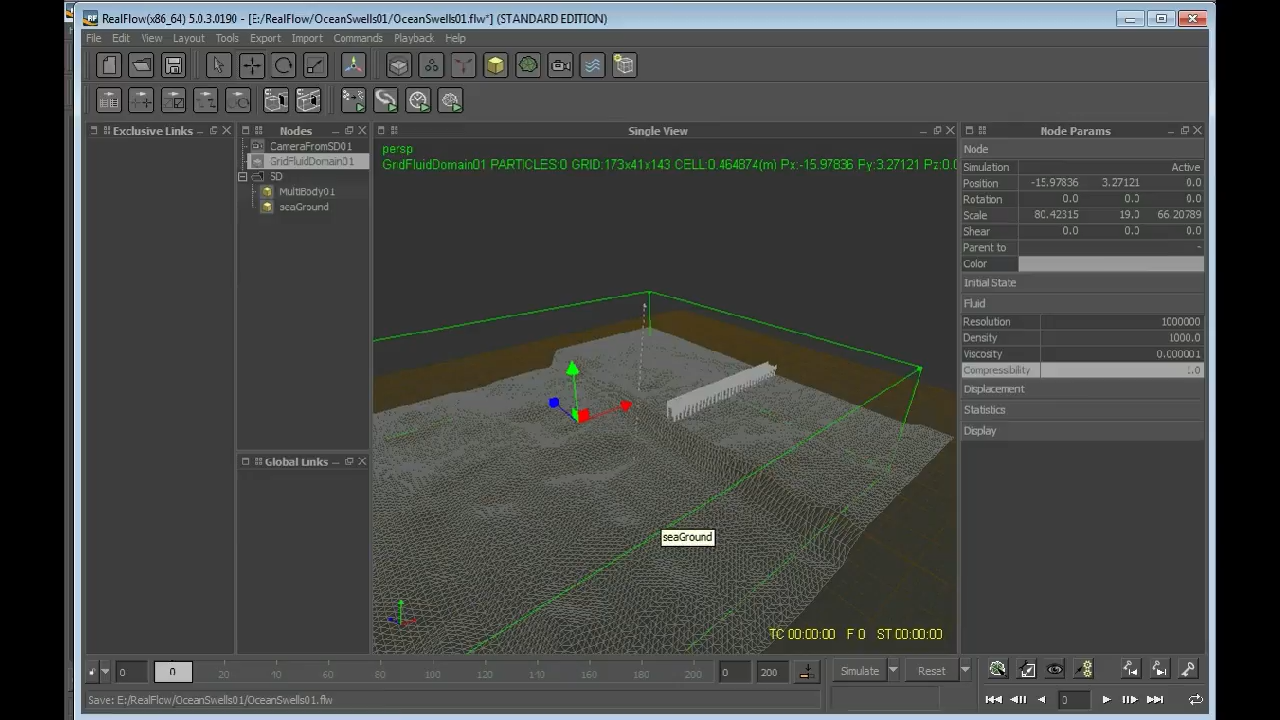 RealFlow(x86_64) 5.0.3.0190 - [E:/RealFlow/OceanSwells01/OceanSwells01.flw*] (STANDARD EDITION)
File Edit View Layout Tools Export Import Commands Playback Help
Exclusive Links
Nodes
Single View
Node Params
CameraFromSD01
GridFluidDomain01
SD
MultiBody01
seaGround
Global Links
persp
GridFluidDomain01 PARTICLES:0 GRID:173x41x143 CELL:0.464874(m) Px:-15.97836 Py:3.27121 Pz:0.0
seaGround
TC 00:00:00 F 0 ST 00:00:00
Node
Simulation Active
Position -15.97836 3.27121 0.0
Rotation 0.0 0.0 0.0
Scale 80.42315 19.0 66.20789
Shear 0.0 0.0 0.0
Parent to -
Color
Initial State
Fluid
Resolution 1000000
Density 1000.0
Viscosity 0.000001
Compressibility 1.0
Displacement
Statistics
Display
0 0 20 40 60 80 100 120 140 160 180 200 0 200
Simulate Reset
Save: E:/RealFlow/OceanSwells01/OceanSwells01.flw
0